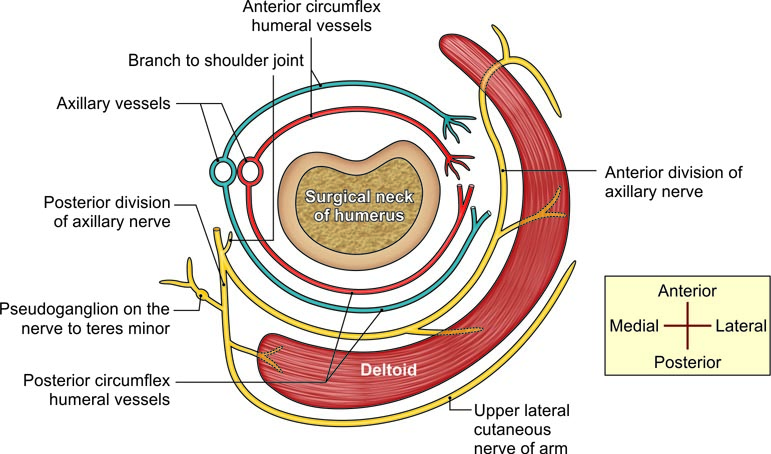 Anterior circumflex
humeral vessels
Branch to shoulder joint
Axillary vessels
Surgical neck
of humerus
Anterior division of
axillary nerve
Posterior division
of axillary nerve
Anterior
Medial
Lateral
Posterior
Pseudoganglion on the
nerve to teres minor
Deltoid
Posterior circumflex
humeral vessels
Upper lateral
cutaneous
nerve of arm